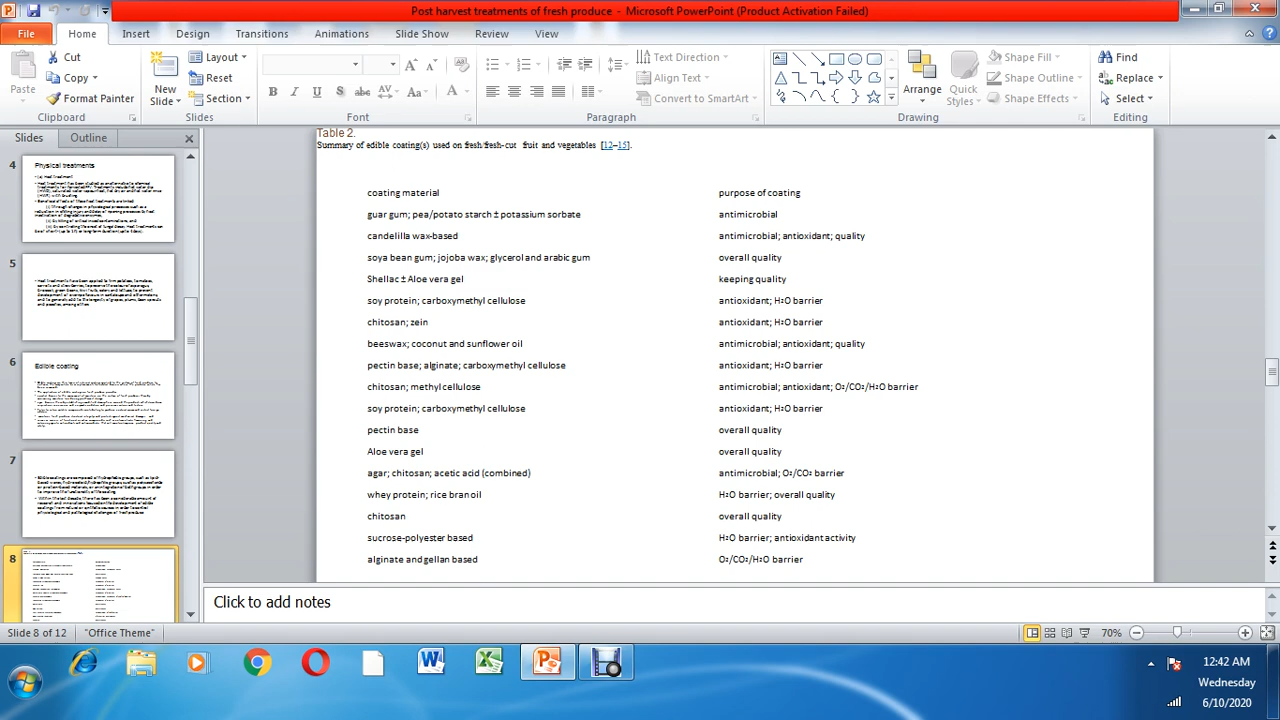 Post harvest treatments of fresh produce - Microsoft PowerPoint (Product Activation Failed)
File Home Insert Design Transitions Animations Slide Show Review View
Cut
Copy
Format Painter
Paste
Clipboard
New Slide
Layout
Reset
Section
Slides
Font
Paragraph
Text Direction
Align Text
Convert to SmartArt
Arrange
Quick Styles
Shape Fill
Shape Outline
Shape Effects
Drawing
Find
Replace
Select
Editing
Slides Outline
4
Physical treatments
5
6
Edible coating
7
8
Table 2.
Summary of edible coating(s) used on fresh/fresh-cut fruit and vegetables [12–15].
coating material purpose of coating
guar gum; pea/potato starch ± potassium sorbate antimicrobial
candelilla wax-based antimicrobial; antioxidant; quality
soya bean gum; jojoba wax; glycerol and arabic gum overall quality
Shellac ± Aloe vera gel keeping quality
soy protein; carboxymethyl cellulose antioxidant; H2O barrier
chitosan; zein antioxidant; H2O barrier
beeswax; coconut and sunflower oil antimicrobial; antioxidant; quality
pectin base; alginate; carboxymethyl cellulose antioxidant; H2O barrier
chitosan; methyl cellulose antimicrobial; antioxidant; O2/CO2/H2O barrier
soy protein; carboxymethyl cellulose antioxidant; H2O barrier
pectin base overall quality
Aloe vera gel overall quality
agar; chitosan; acetic acid (combined) antimicrobial; O2/CO2 barrier
whey protein; rice bran oil H2O barrier; overall quality
chitosan overall quality
sucrose-polyester based H2O barrier; antioxidant activity
alginate and gellan based O2/CO2/H2O barrier
Click to add notes
Slide 8 of 12 "Office Theme" 70%
12:42 AM
Wednesday
6/10/2020